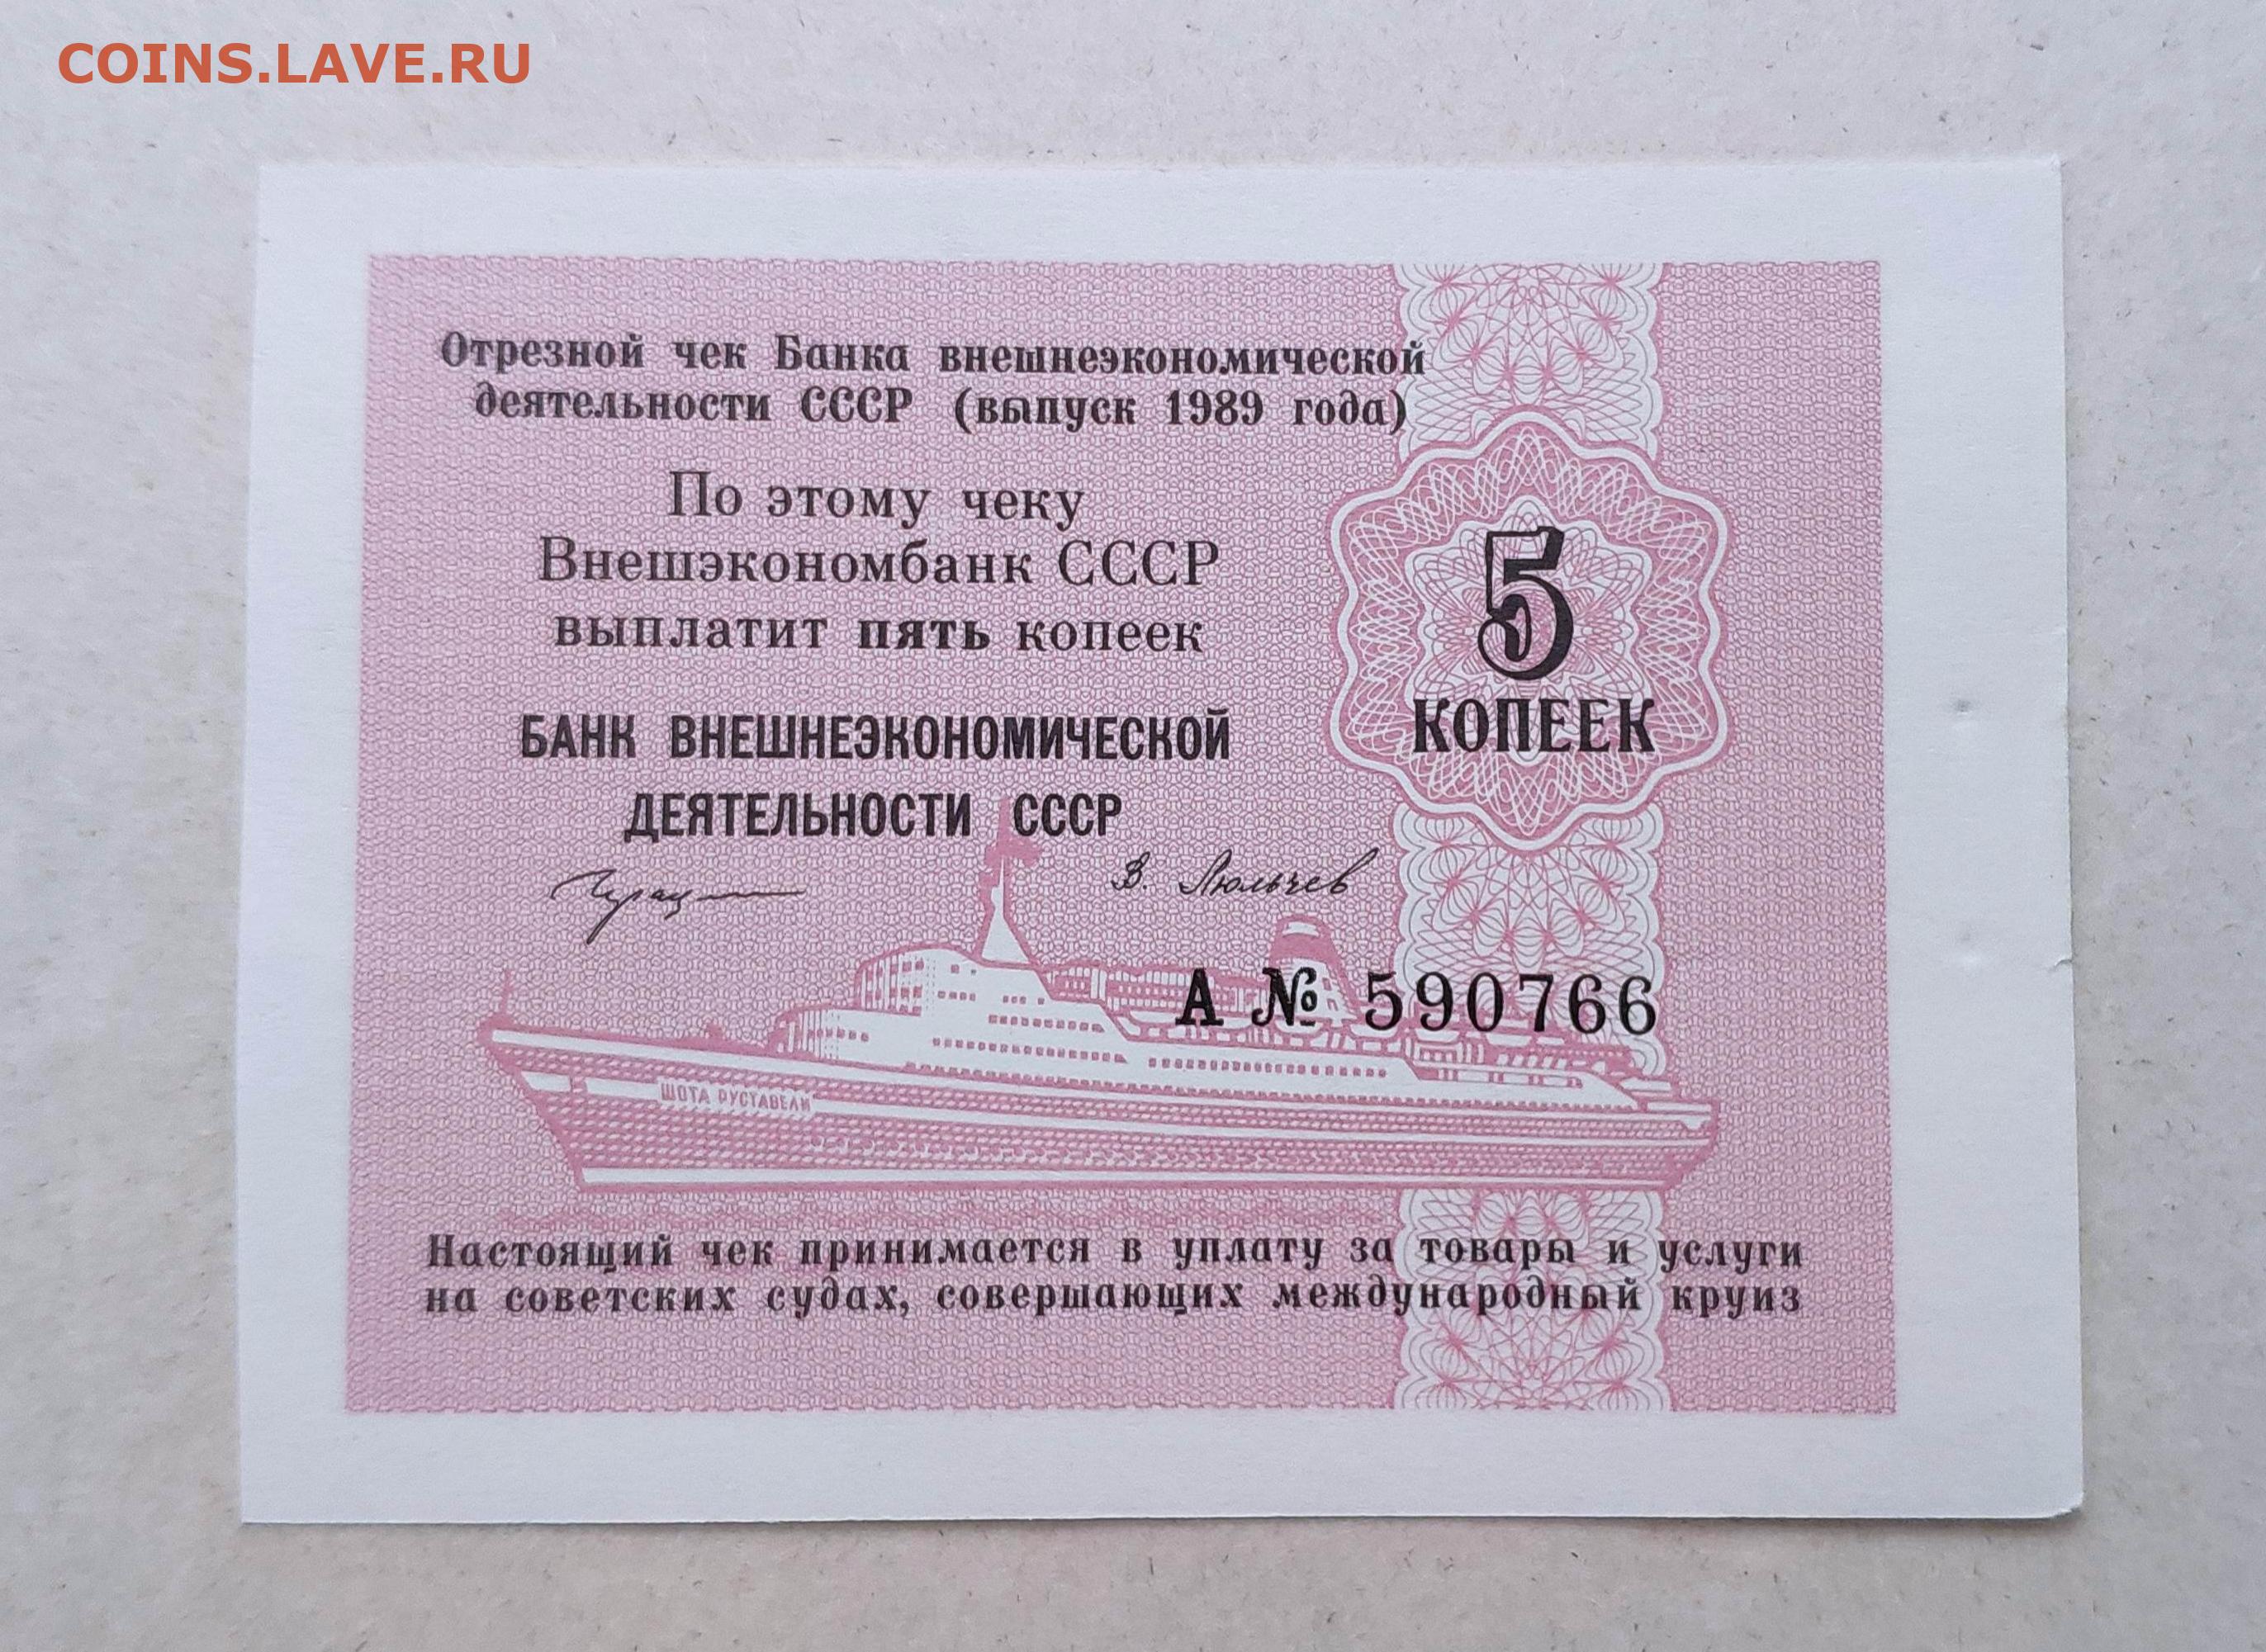 COINS.LAVE.RU
Отрезной чек Банка внешнеэкономической
деятельности СССР (выпуск 1989 года)
По этому чеку
Внешэкономбанк СССР
выплатит пять копеек
5
КОПЕЕК
БАНК ВНЕШНЕЭКОНОМИЧЕСКОЙ
ДЕЯТЕЛЬНОСТИ СССР
В. Люльчев
А № 590766
ШОТА РУСТАВЕЛИ
Настоящий чек принимается в уплату за товары и услуги
на советских судах, совершающих международный круиз